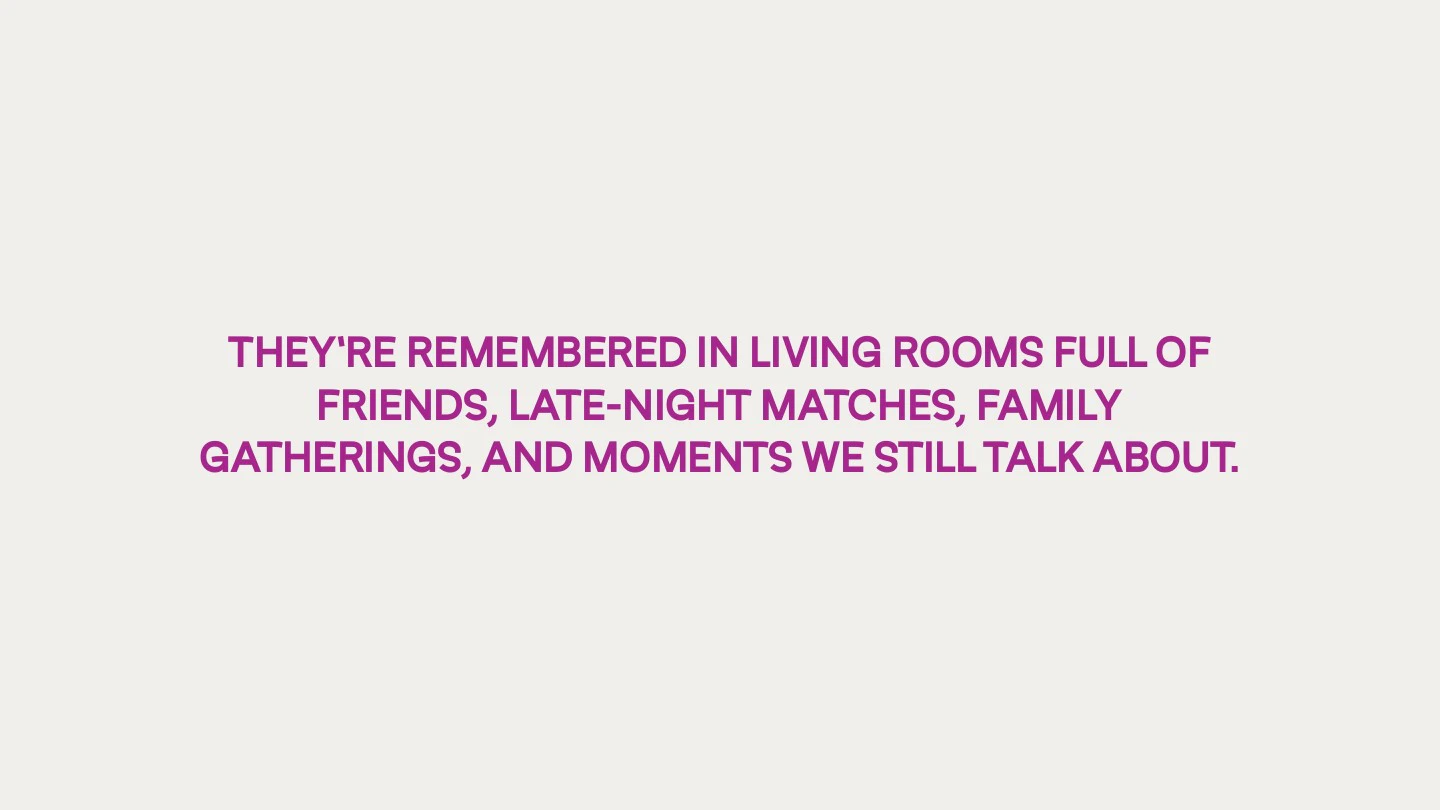 THEY‘RE REMEMBERED IN LIVING ROOMS FULL OF
FRIENDS, LATE-NIGHT MATCHES, FAMILY
GATHERINGS, AND MOMENTS WE STILL TALK ABOUT.